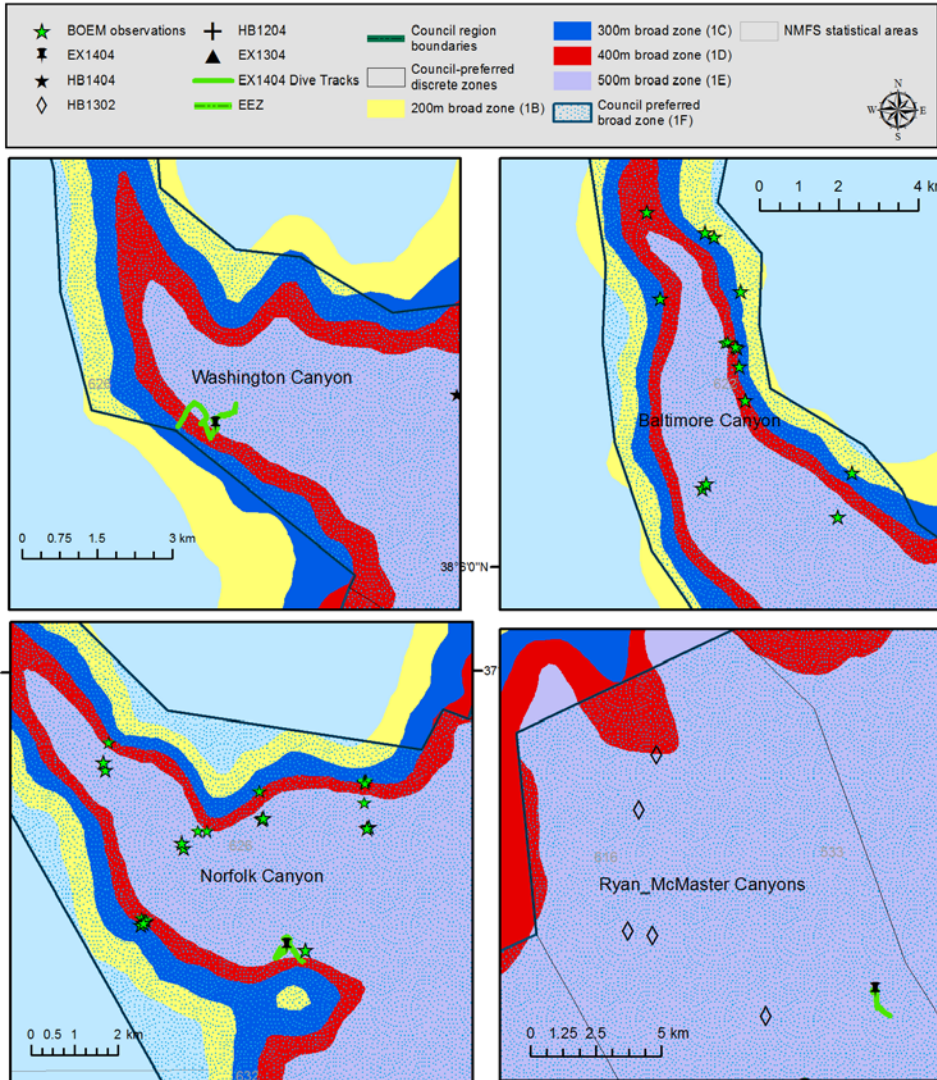 BOEM observations
EX1404
HB1404
HB1302
HB1204
EX1304
EX1404 Dive Tracks
EEZ
Council region
boundaries
Council-preferred
discrete zones
200m broad zone (1B)
300m broad zone (1C)
400m broad zone (1D)
500m broad zone (1E)
Council preferred
broad zone (1F)
NMFS statistical areas
N
W E
S
Washington Canyon
0 0.75 1.5 3 km
0 1 2 4
Baltimore Canyon
38°6'0"N
Norfolk Canyon
626
632
0 0.5 1 2 km
37
616
533
Ryan_McMaster Canyons
0 1.25 2.5 5 km